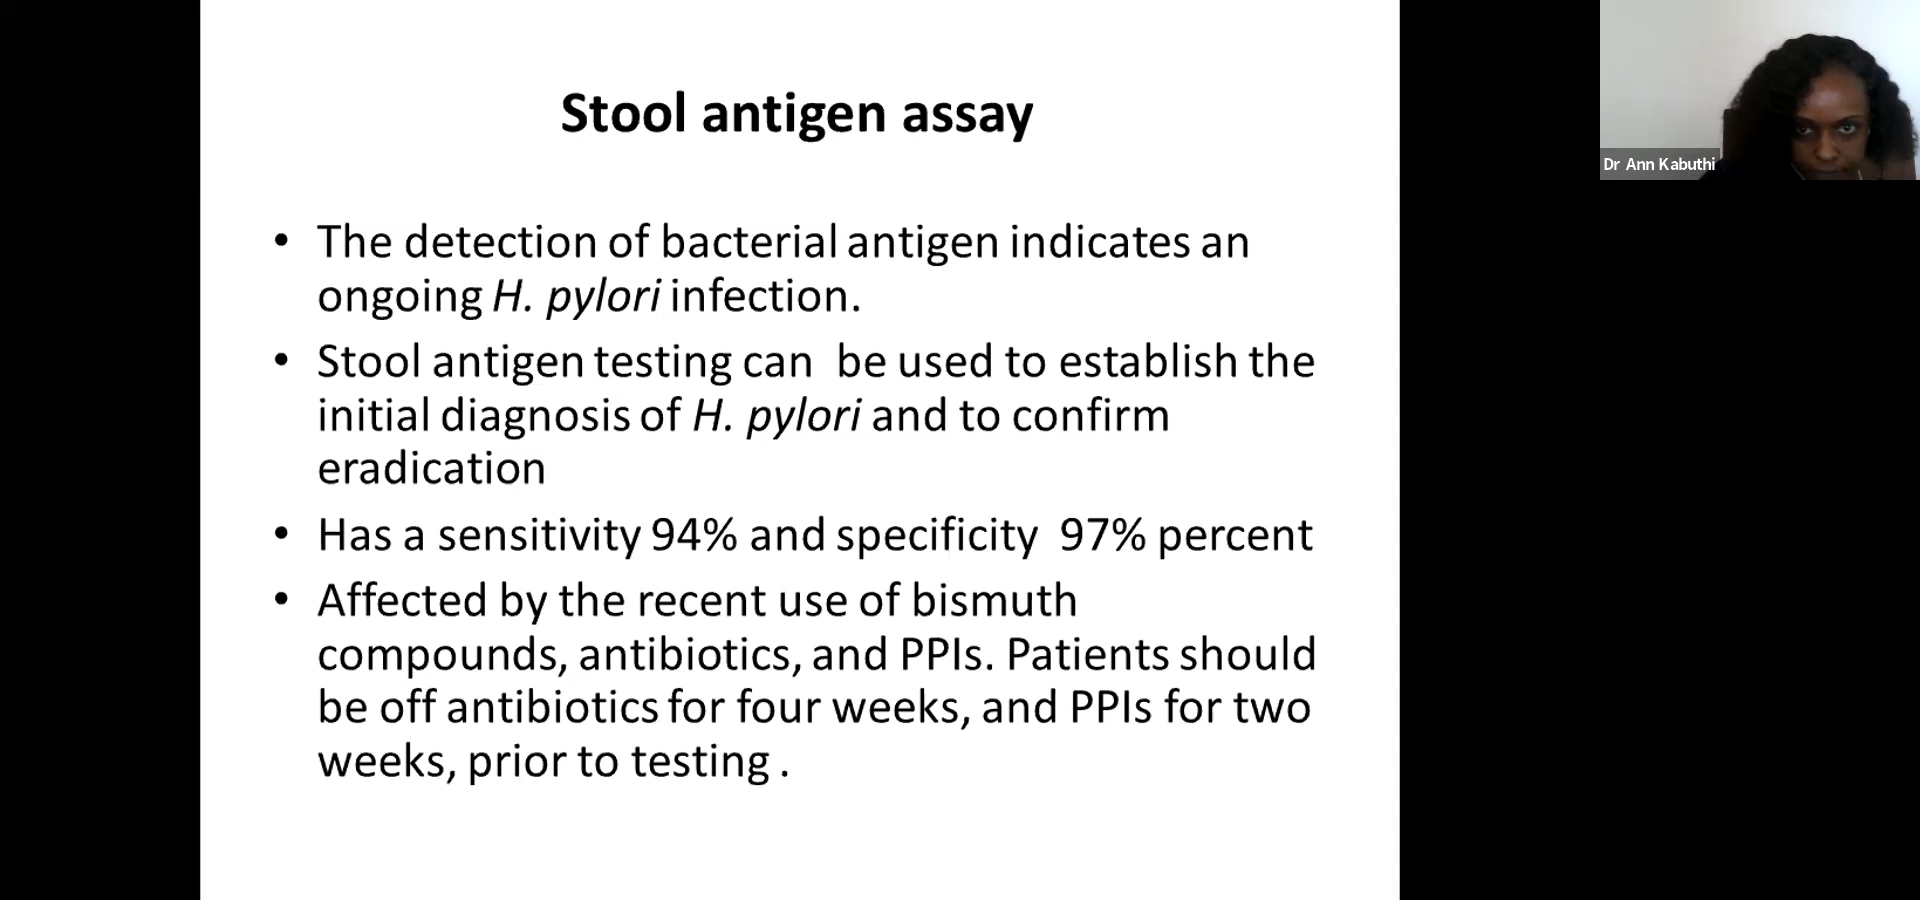 Stool antigen assay
• The detection of bacterial antigen indicates an
ongoing H. pylori infection.
• Stool antigen testing can  be used to establish the
initial diagnosis of H. pylori and to confirm
eradication
• Has a sensitivity 94% and specificity  97% percent
• Affected by the recent use of bismuth
compounds, antibiotics, and PPIs. Patients should
be off antibiotics for four weeks, and PPIs for two
weeks, prior to testing .
Dr Ann Kabuthi